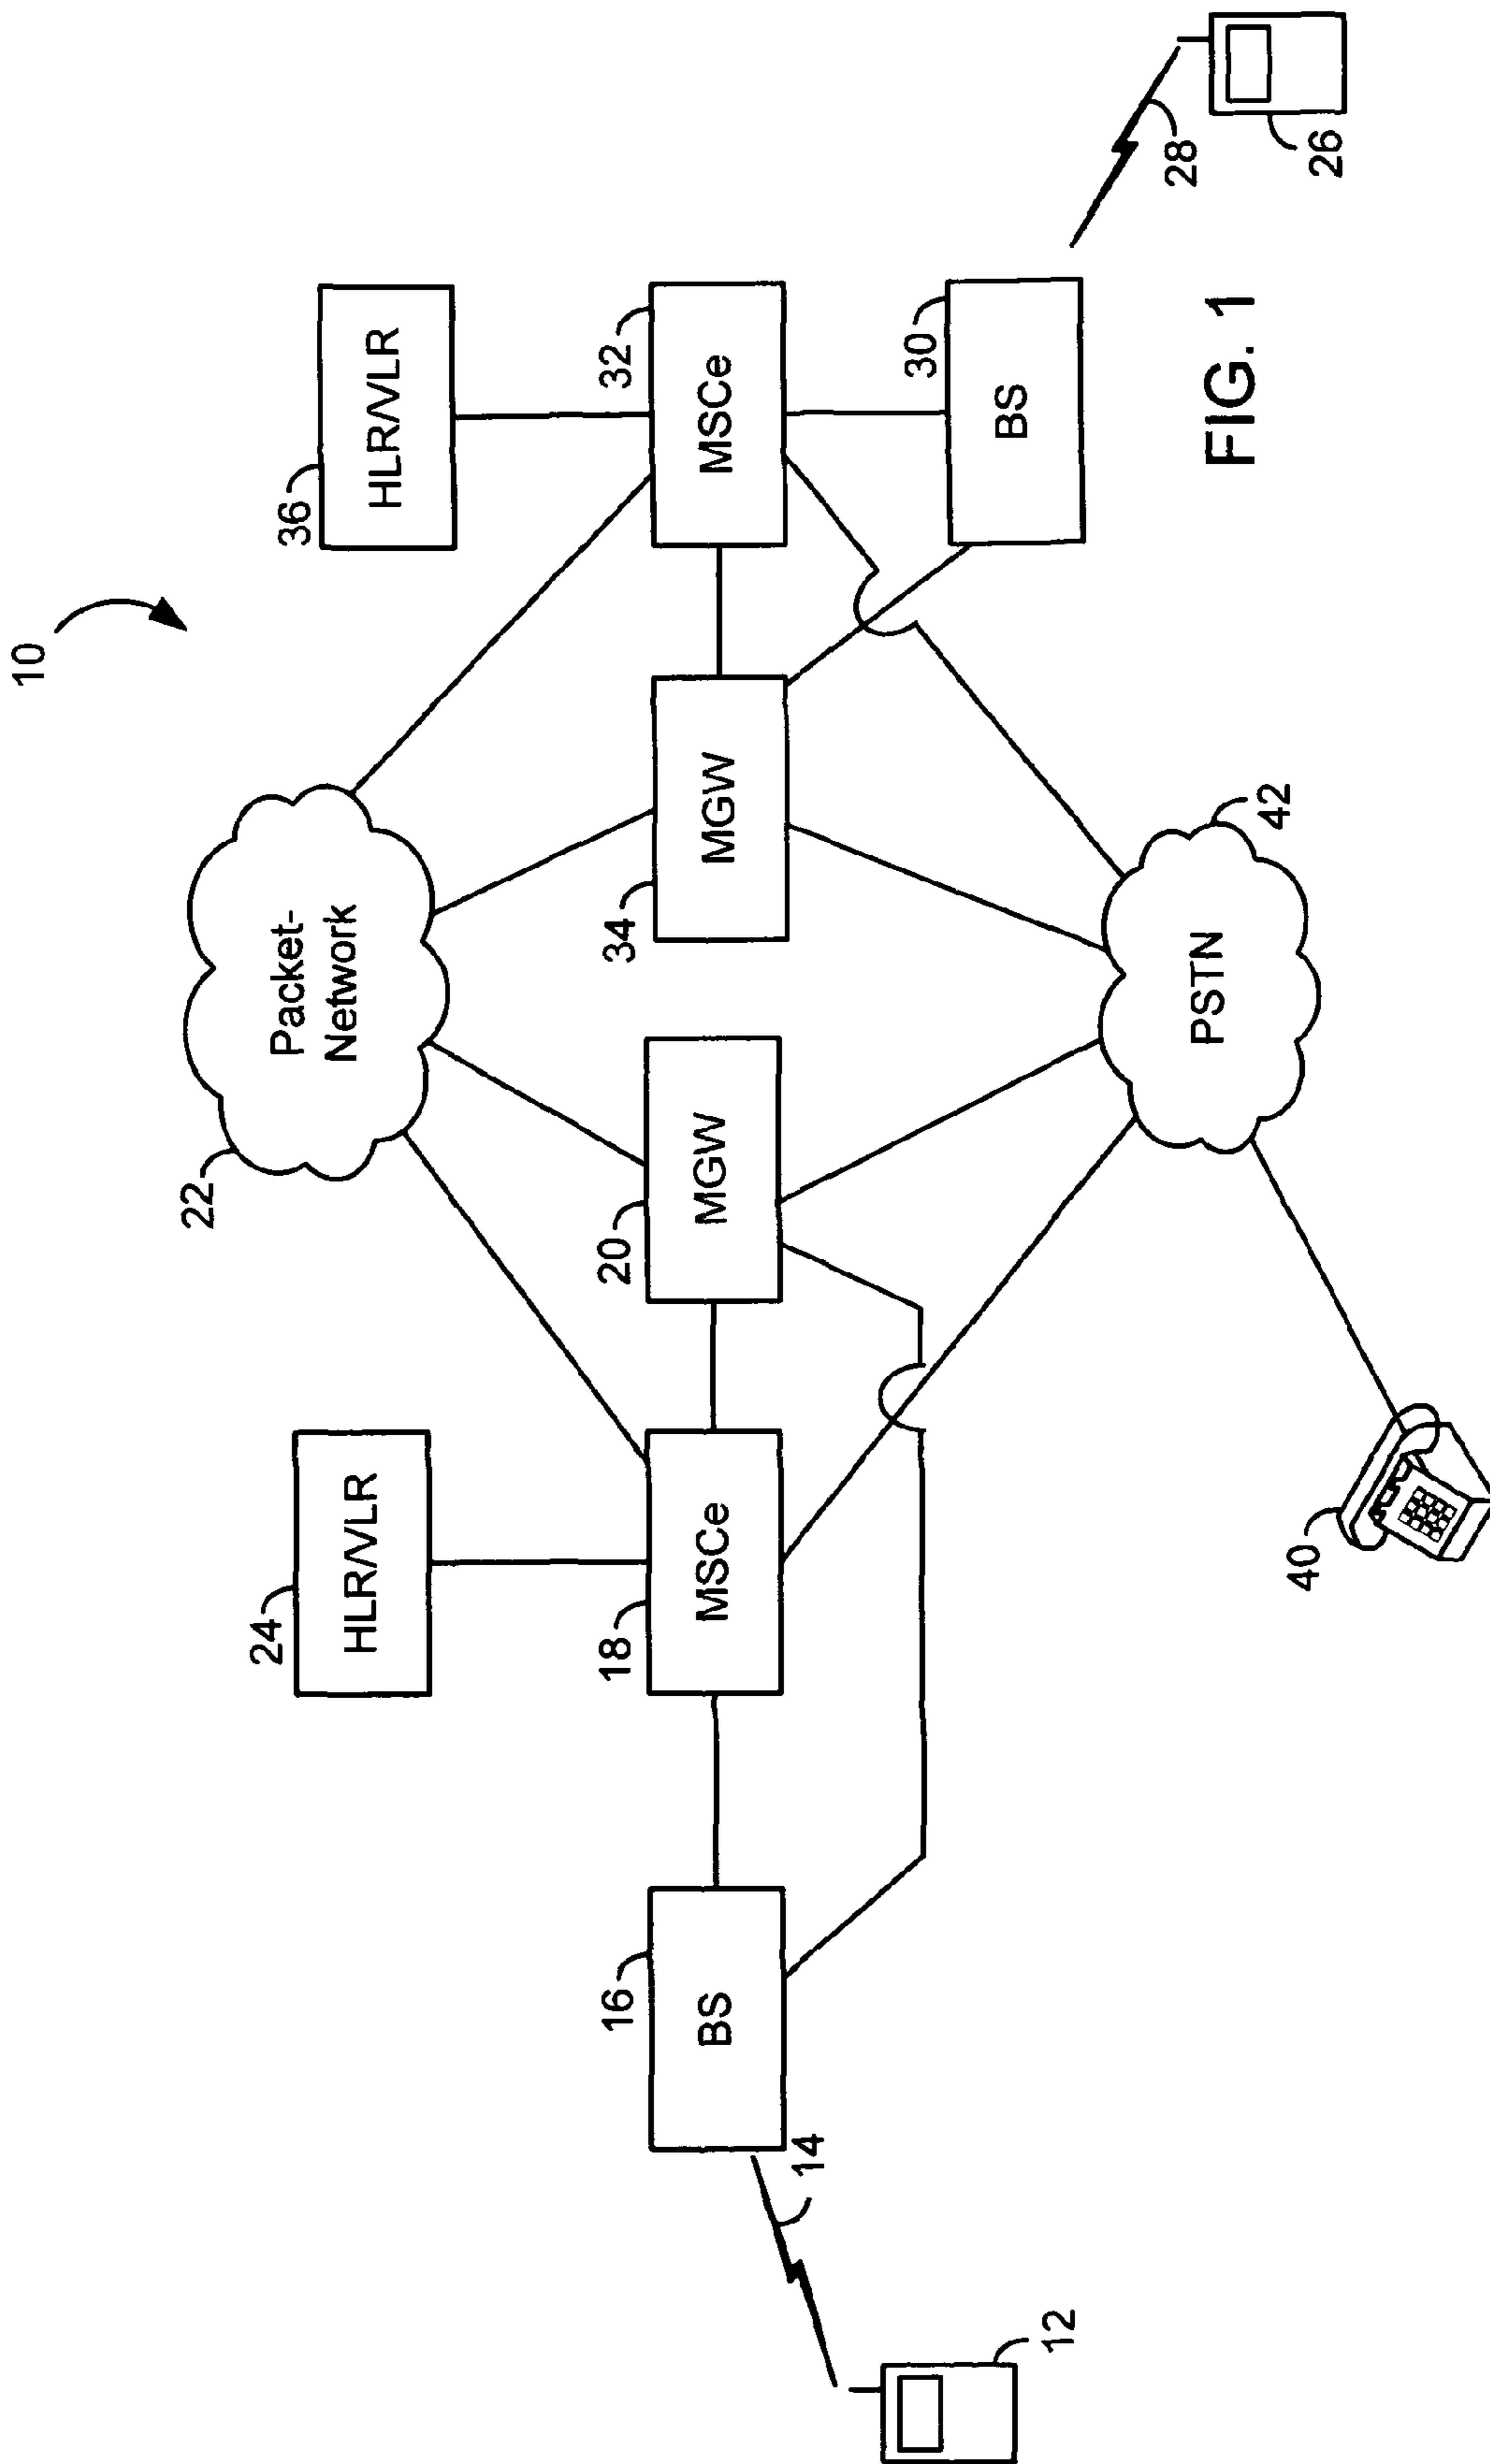 10
22
Packet-
Network
24
HLR/VLR
36
HLR/VLR
16
BS
18
MSCe
20
MGW
34
MGW
32
MSCe
14
30
BS
12
40
PSTN
42
28
26
FIG. 1